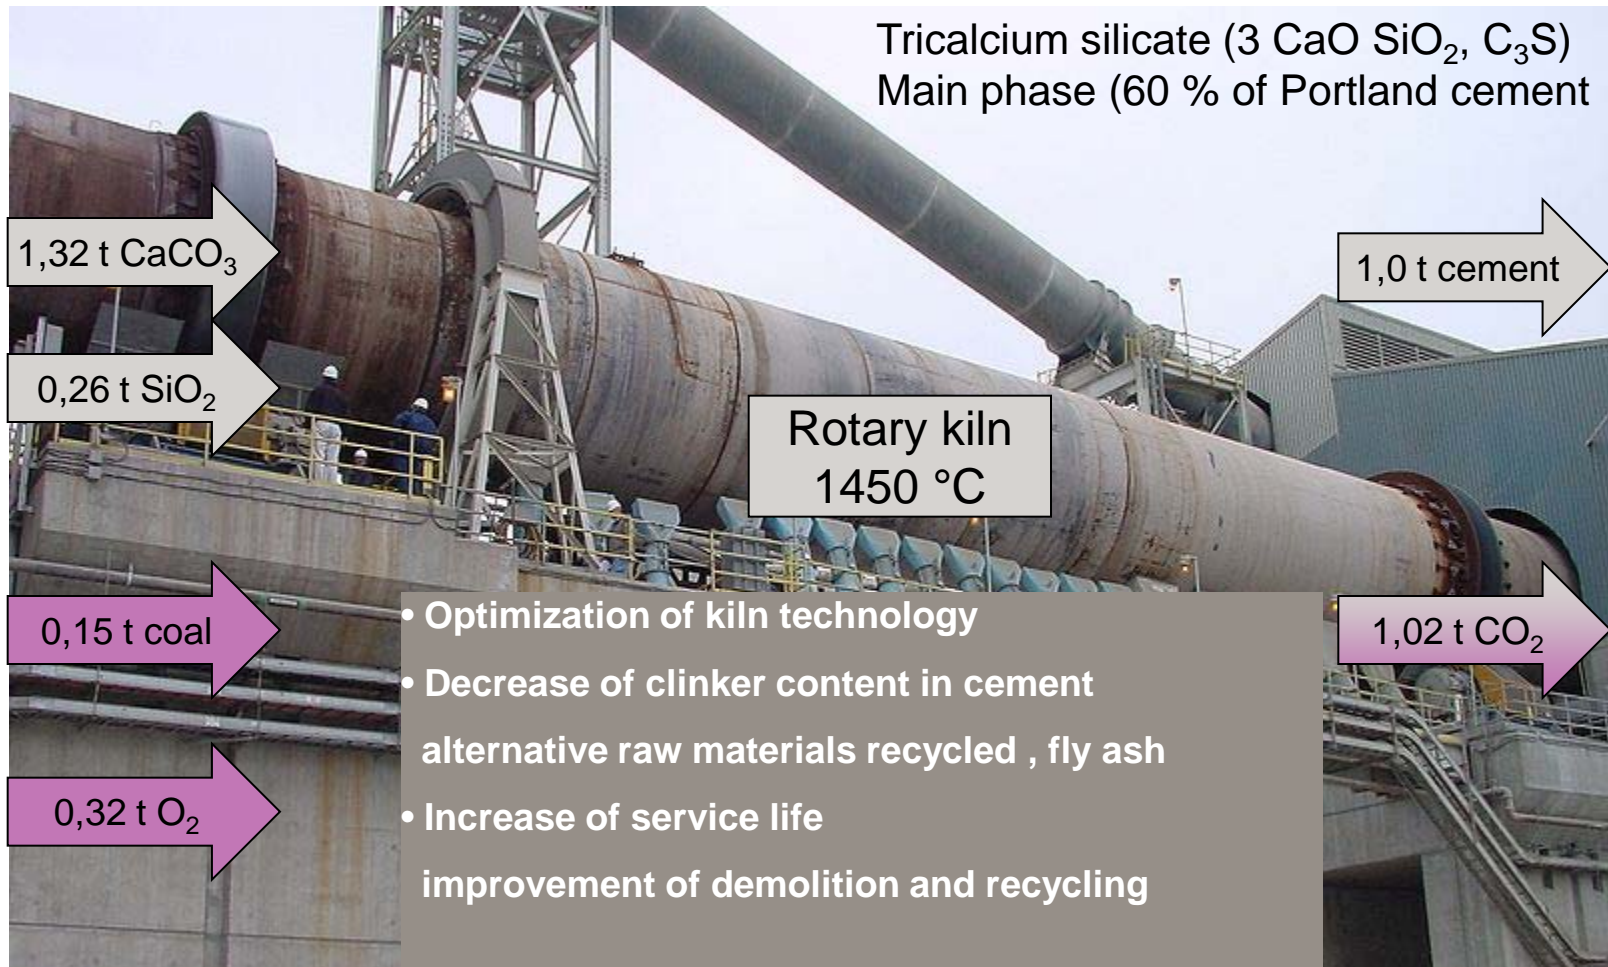 Tricalcium silicate (3 CaO SiO₂, C₃S)
Main phase (60 % of Portland cement
1,32 t CaCO₃
1,0 t cement
0,26 t SiO₂
Rotary kiln
1450 °C
0,15 t coal
1,02 t CO₂
0,32 t O₂
• Optimization of kiln technology
• Decrease of clinker content in cement
alternative raw materials recycled , fly ash
• Increase of service life
improvement of demolition and recycling